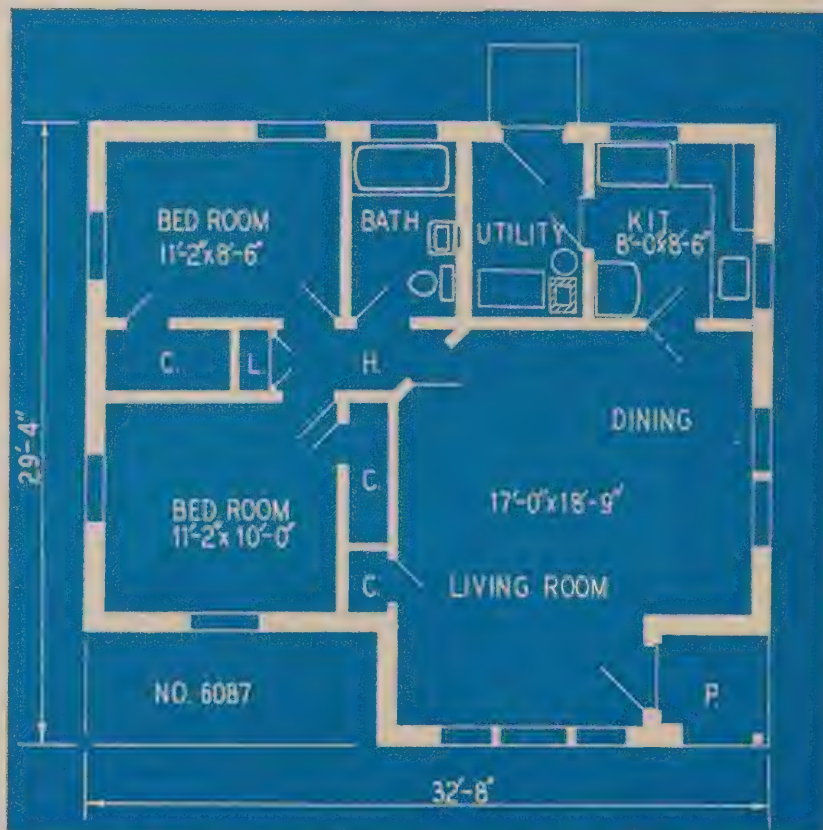 BED ROOM
11'-2"x8'-6"
BATH
UTILITY
KIT.
8'-0"x8'-6"
C.
L.
H.
DINING
29'-4"
C.
17'-0"x18'-9"
BED ROOM
11'-2"x 10'-0"
C.
LIVING ROOM
NO. 6087
P.
32'-8"